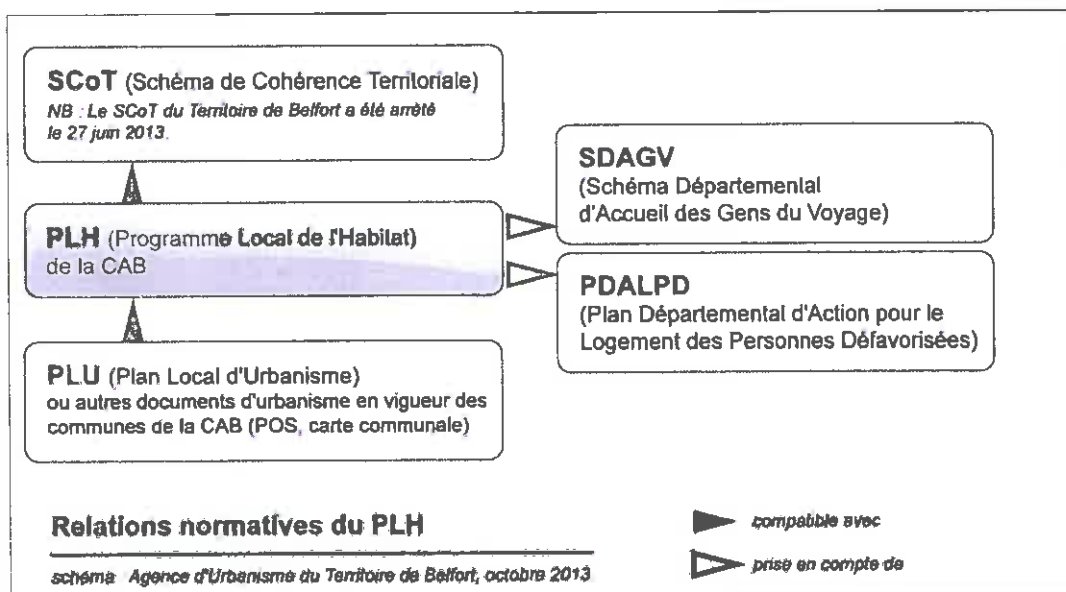 SCoT (Schéma de Cohérence Territoriale)
NB : Le SCoT du Territoire de Belfort a été arrêté
le 27 juin 2013.
PLH (Programme Local de l'Habitat)
de la CAB
PLU (Plan Local d'Urbanisme)
ou autres documents d'urbanisme en vigueur des
communes de la CAB (POS, carte communale)
SDAGV
(Schéma Départemental
d'Accueil des Gens du Voyage)
PDALPD
(Plan Départemental d'Action pour le
Logement des Personnes Défavorisées)
Relations normatives du PLH
schéma Agence d'Urbanisme du Territoire de Belfort, octobre 2013
compatible avec
prise en compte de